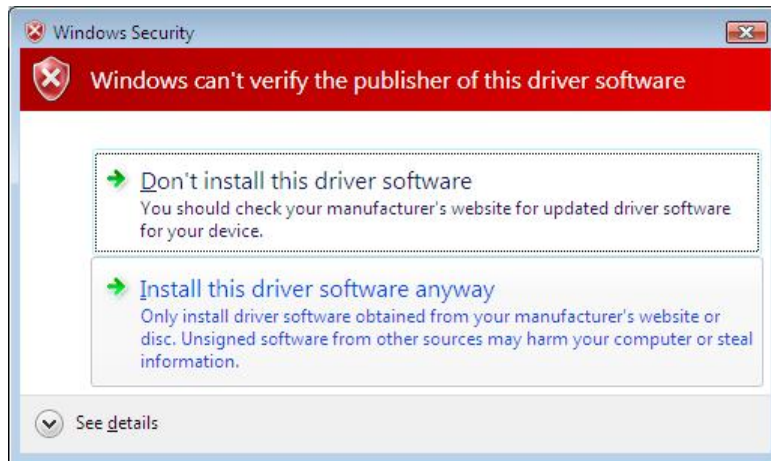 Windows Security
Windows can't verify the publisher of this driver software
Don't install this driver software
You should check your manufacturer's website for updated driver software
for your device.
Install this driver software anyway
Only install driver software obtained from your manufacturer's website or
disc. Unsigned software from other sources may harm your computer or steal
information.
See details